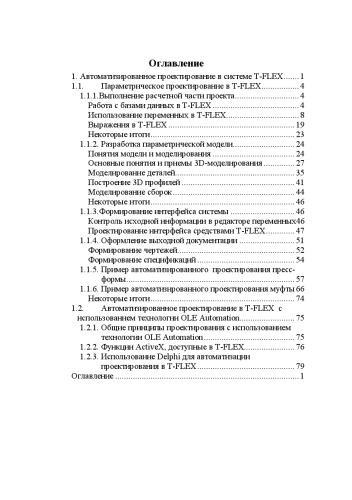 Оглавление
1. Автоматизированное проектирование в системе T-FLEX....... 1
1.1. Параметрическое проектирование в T-FLEX................. 4
1.1.1.Выполнение расчетной части проекта............................ 4
Работа с базами данных в T-FLEX ...................................... 4
Использование переменных в T-FLEX................................ 8
Выражения в T-FLEX ........................................................ 19
Некоторые итоги................................................................ 23
1.1.2. Разработка параметрической модели........................... 24
Понятия модели и моделирования .................................... 24
Основные понятия и приемы 3D-моделирования ............. 27
Моделирование деталей..................................................... 35
Построение 3D профилей .................................................. 41
Моделирование сборок ...................................................... 44
Некоторые итоги................................................................ 46
1.1.3.Формирование интерфейса системы ............................ 46
Контроль исходной информации в редакторе переменных46
Проектирование интерфейса средствами T-FLEX............ 47
1.1.4. Оформление выходной документации ........................ 51
Формирование чертежей.................................................... 52
Формирование спецификаций ........................................... 54
1.1.5. Пример автоматизированного проектирования пресс-
формы.......................................................................... 57
1.1.6. Пример автоматизированного проектирования муфты 66
Некоторые итоги................................................................ 74
1.2. Автоматизированное проектирование в T-FLEX с
использованием технологии OLE Automation........................ 75
1.2.1. Общие принципы проектирования с использованием
технологии OLE Automation........................................ 75
1.2.2. Функции ActiveX, доступные в T-FLEX...................... 76
1.2.3. Использование Delphi для автоматизации
проектирования в T-FLEX........................................... 79
Оглавление ................................................................................ 1